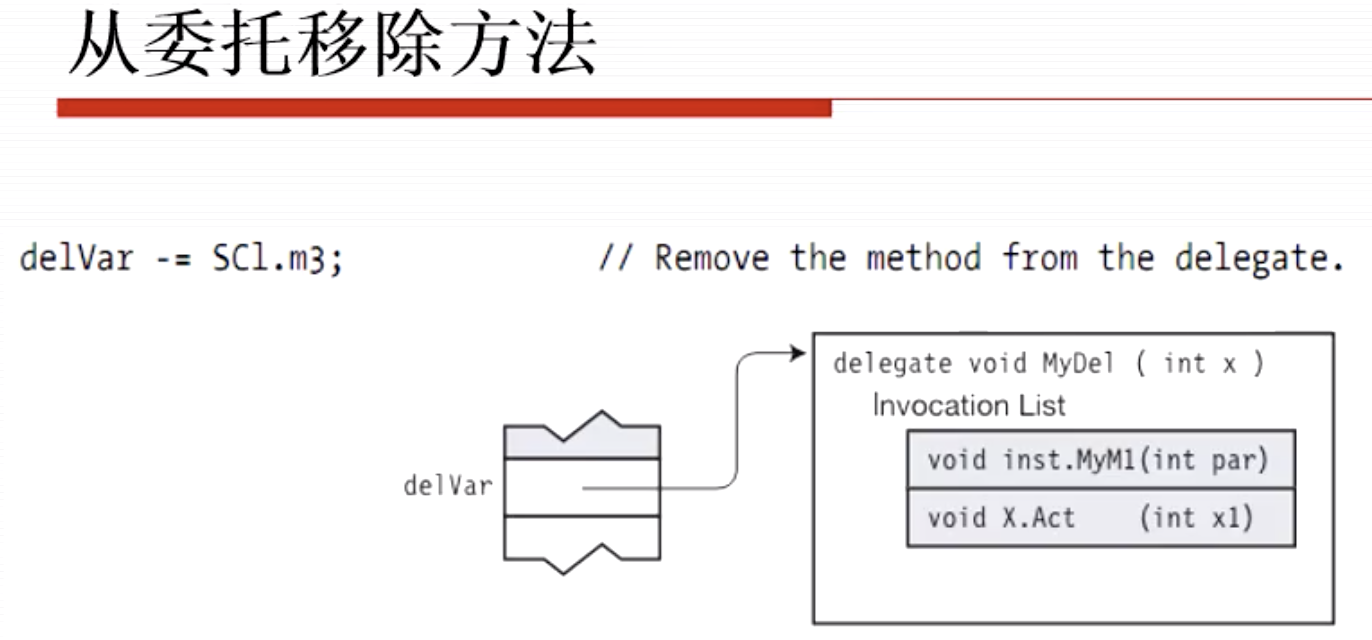 从委托移除方法
delVar -= SCl.m3; // Remove the method from the delegate.
delegate void MyDel ( int x )
Invocation List
void inst.MyM1(int par)
delVar
void X.Act (int x1)